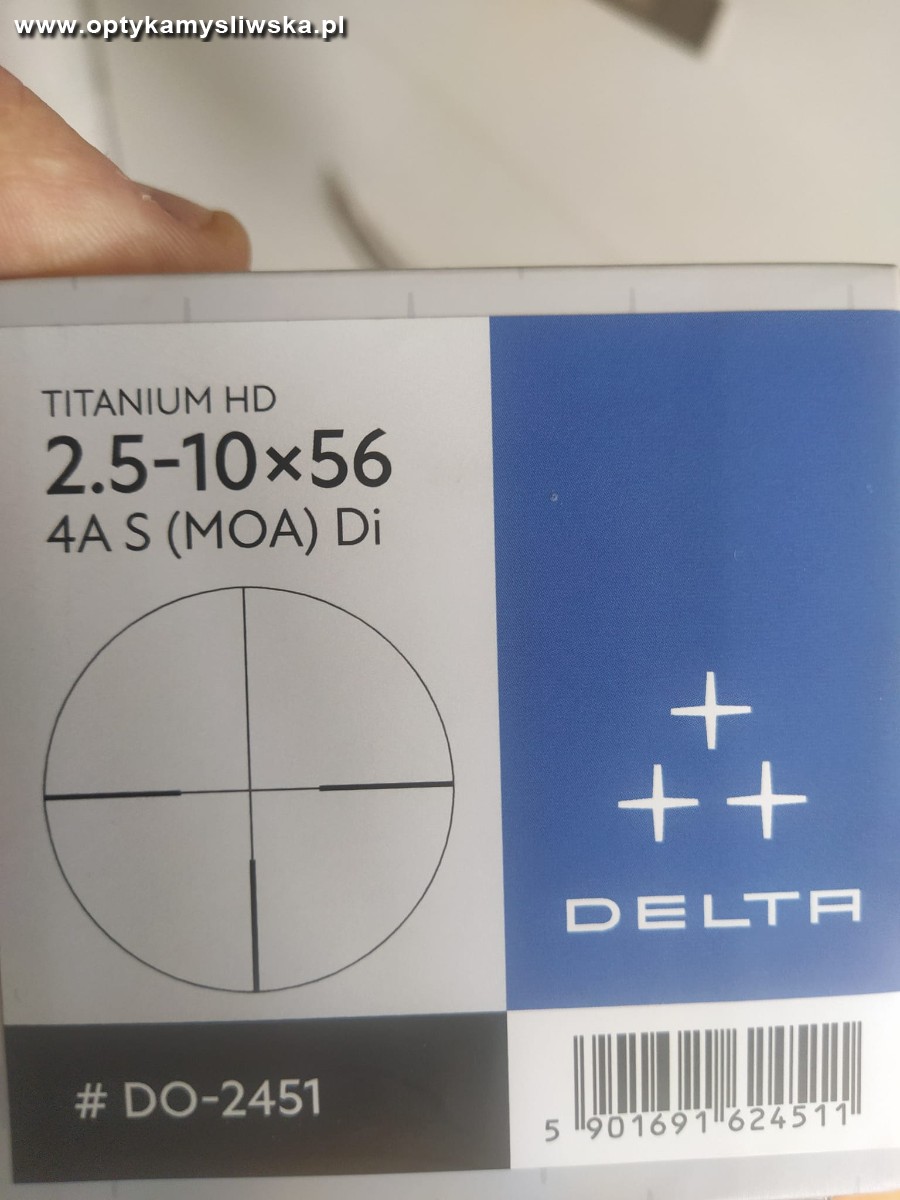 www.optykamysliwska.pl
TITANIUM HD
2.5-10×56
4A S (MOA) Di
DELTA
# DO-2451
5 901691 624511